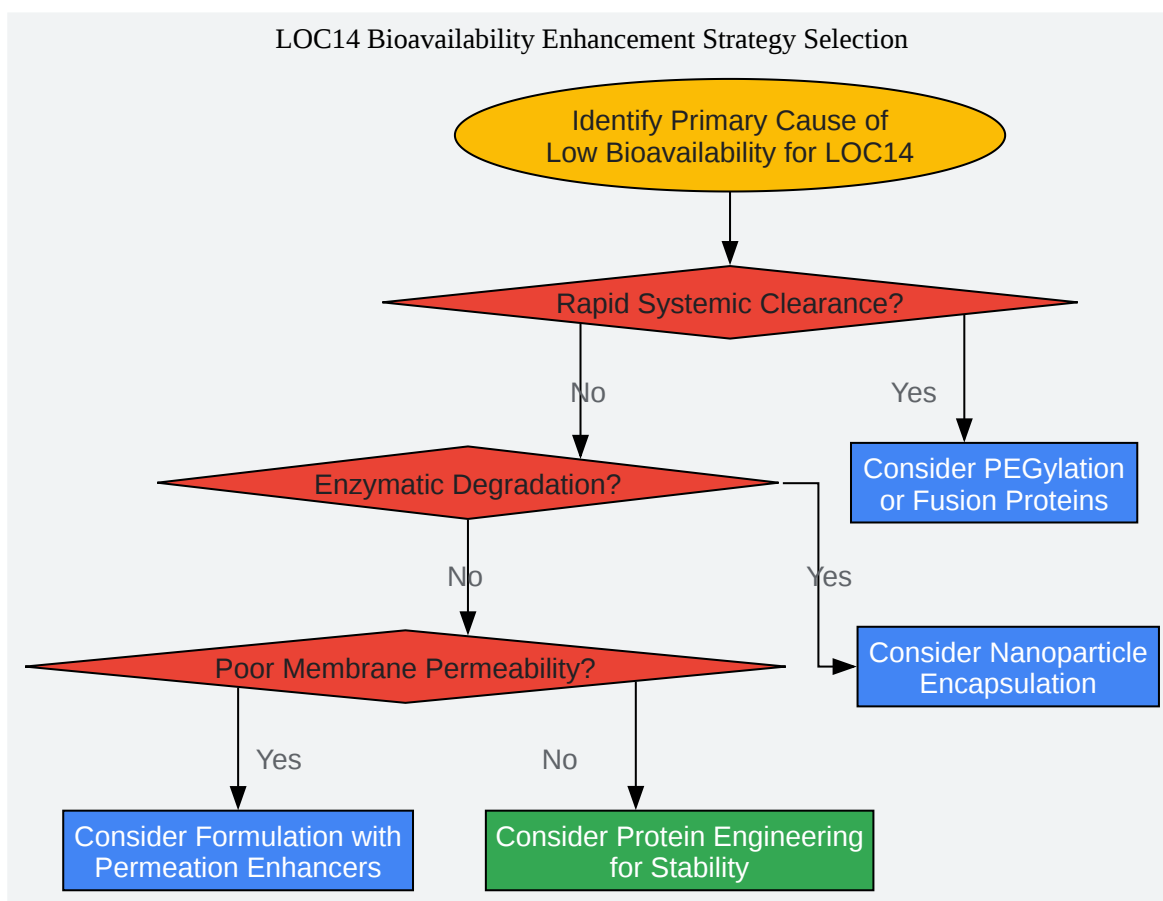 LOC14 Bioavailability Enhancement Strategy Selection
Identify Primary Cause of
Low Bioavailability for LOC14
Rapid Systemic Clearance?
No
Yes
Consider PEGylation
or Fusion Proteins
Enzymatic Degradation?
No
Yes
Consider Nanoparticle
Encapsulation
Poor Membrane Permeability?
Yes
No
Consider Formulation with
Permeation Enhancers
Consider Protein Engineering
for Stability